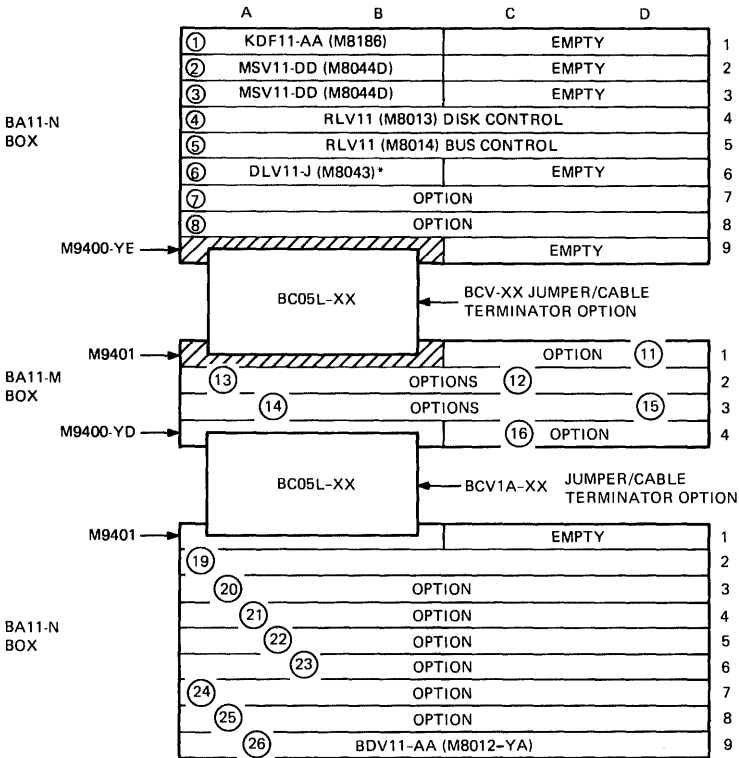 A B C D
① KDF11-AA (M8186) EMPTY 1
② MSV11-DD (M8044D) EMPTY 2
③ MSV11-DD (M8044D) EMPTY 3
BA11-N
BOX
④ RLV11 (M8013) DISK CONTROL 4
⑤ RLV11 (M8014) BUS CONTROL 5
⑥ DLV11-J (M8043)* EMPTY 6
⑦ OPTION 7
⑧ OPTION 8
M9400-YE EMPTY 9
BC05L-XX
BCV-XX JUMPER/CABLE
TERMINATOR OPTION
M9401 OPTION ⑪ 1
BA11-M
BOX
⑬ OPTIONS ⑫ 2
⑭ OPTIONS ⑮ 3
M9400-YD ⑯ OPTION 4
BC05L-XX
BCV1A-XX JUMPER/CABLE
TERMINATOR OPTION
M9401 EMPTY 1
⑲ 2
⑳ OPTION 3
㉑ OPTION 4
BA11-N
BOX
㉒ OPTION 5
㉓ OPTION 6
㉔ OPTION 7
㉕ OPTION 8
㉖ BDV11-AA (M8012-YA) 9